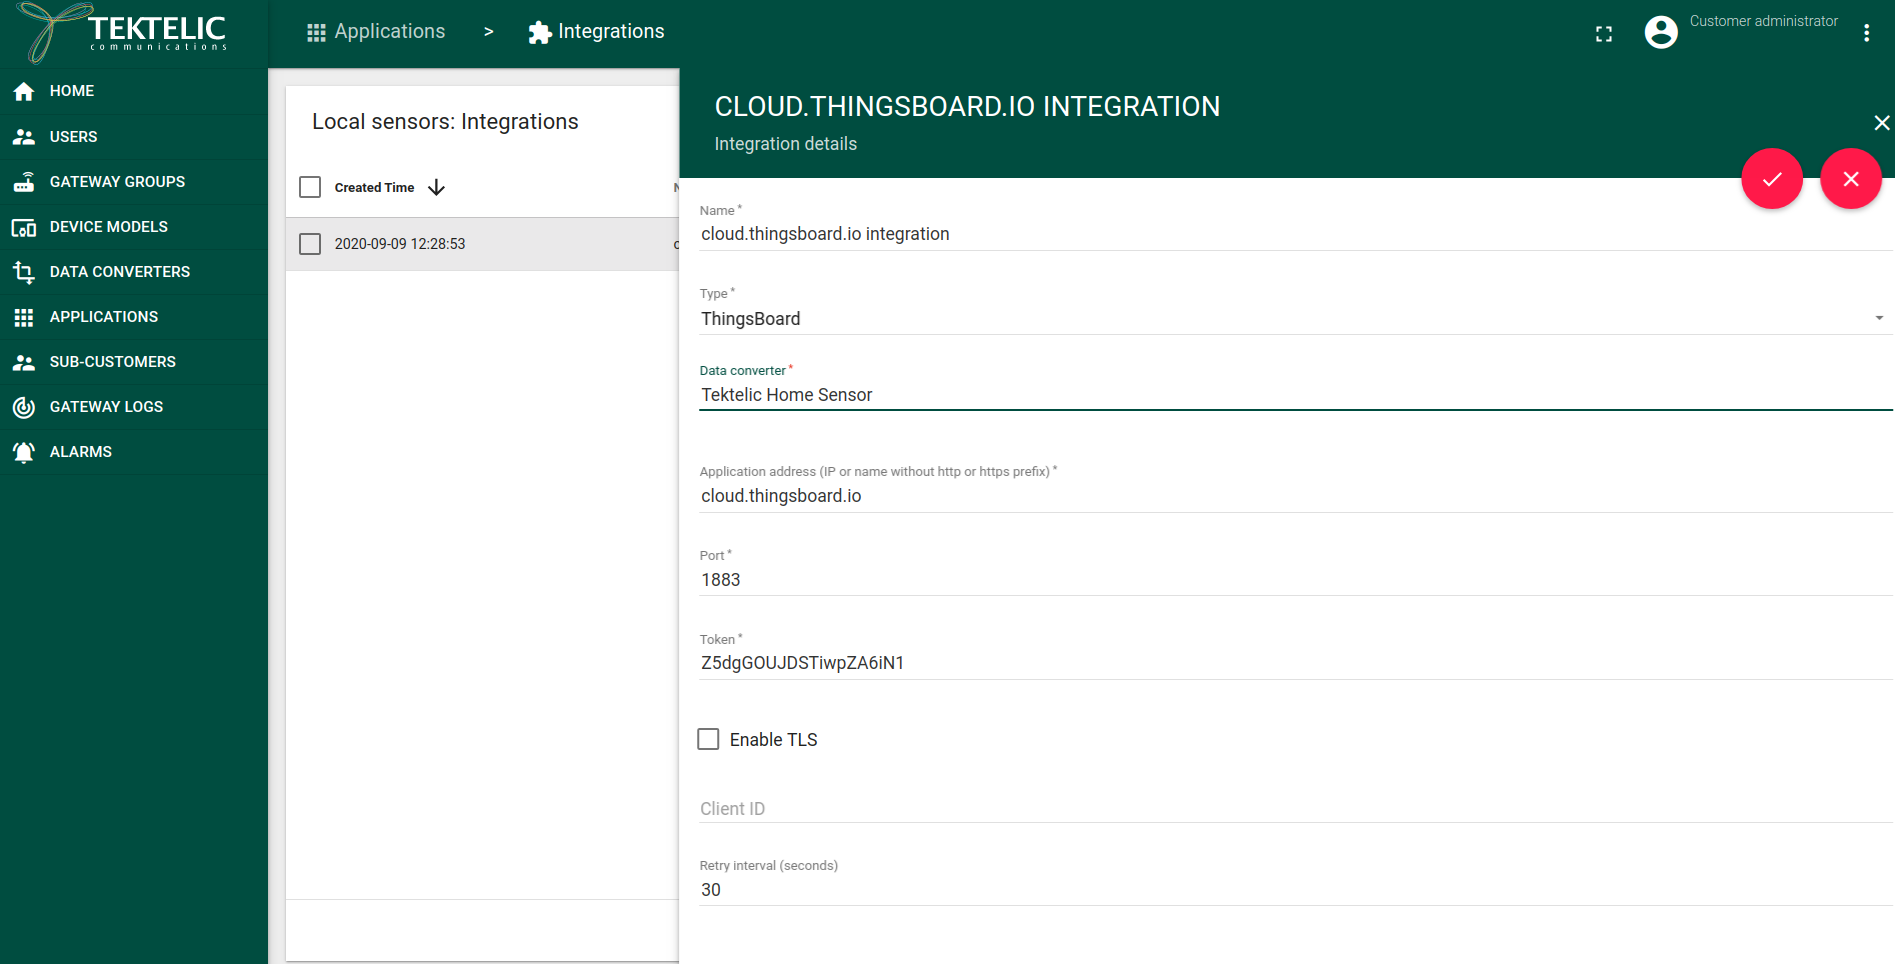 TEKTELIC
communications
Applications > Integrations
Customer administrator
HOME
USERS
GATEWAY GROUPS
DEVICE MODELS
DATA CONVERTERS
APPLICATIONS
SUB-CUSTOMERS
GATEWAY LOGS
ALARMS
Local sensors: Integrations
Created Time
2020-09-09 12:28:53
CLOUD.THINGSBOARD.IO INTEGRATION
Integration details
Name *
cloud.thingsboard.io integration
Type *
ThingsBoard
Data converter *
Tektelic Home Sensor
Application address (IP or name without http or https prefix) *
cloud.thingsboard.io
Port *
1883
Token *
Z5dgGOUJDSTiwpZA6iN1
Enable TLS
Client ID
Retry interval (seconds)
30